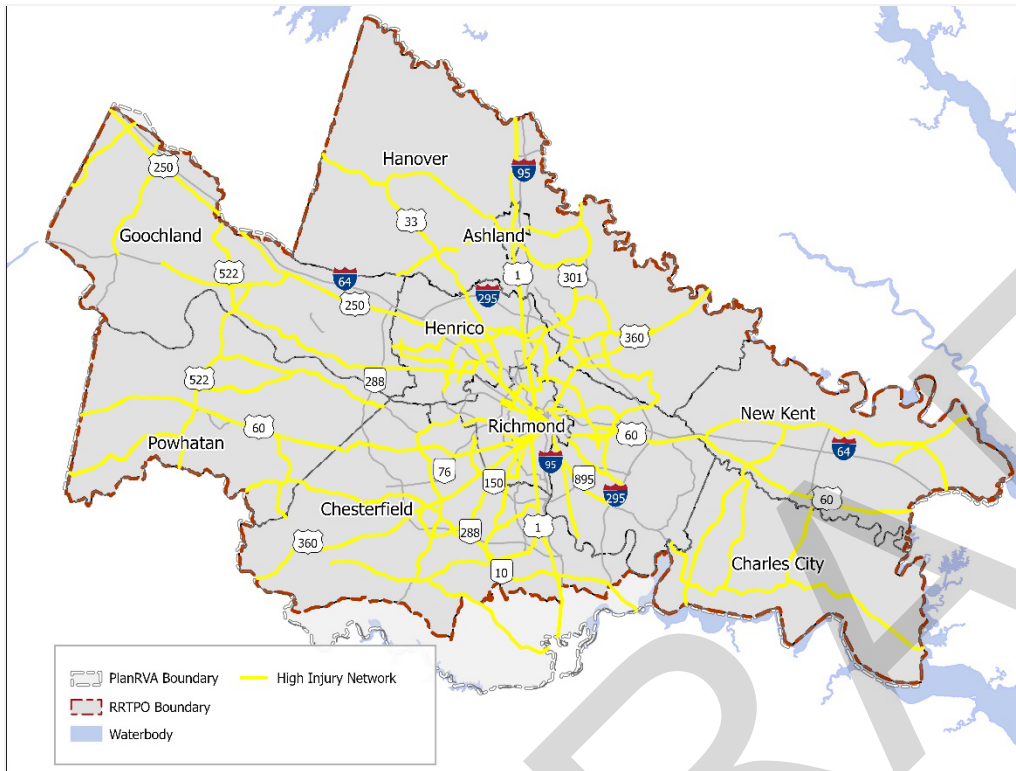 Hanover
95
250
33
Goochland
Ashland
522
1
301
64
295
250
Henrico
360
522
288
New Kent
60
Richmond
60
Powhatan
64
76
95
150
895
295
60
Chesterfield
288
1
360
Charles City
10
PlanRVA Boundary
High Injury Network
RRTPO Boundary
Waterbody